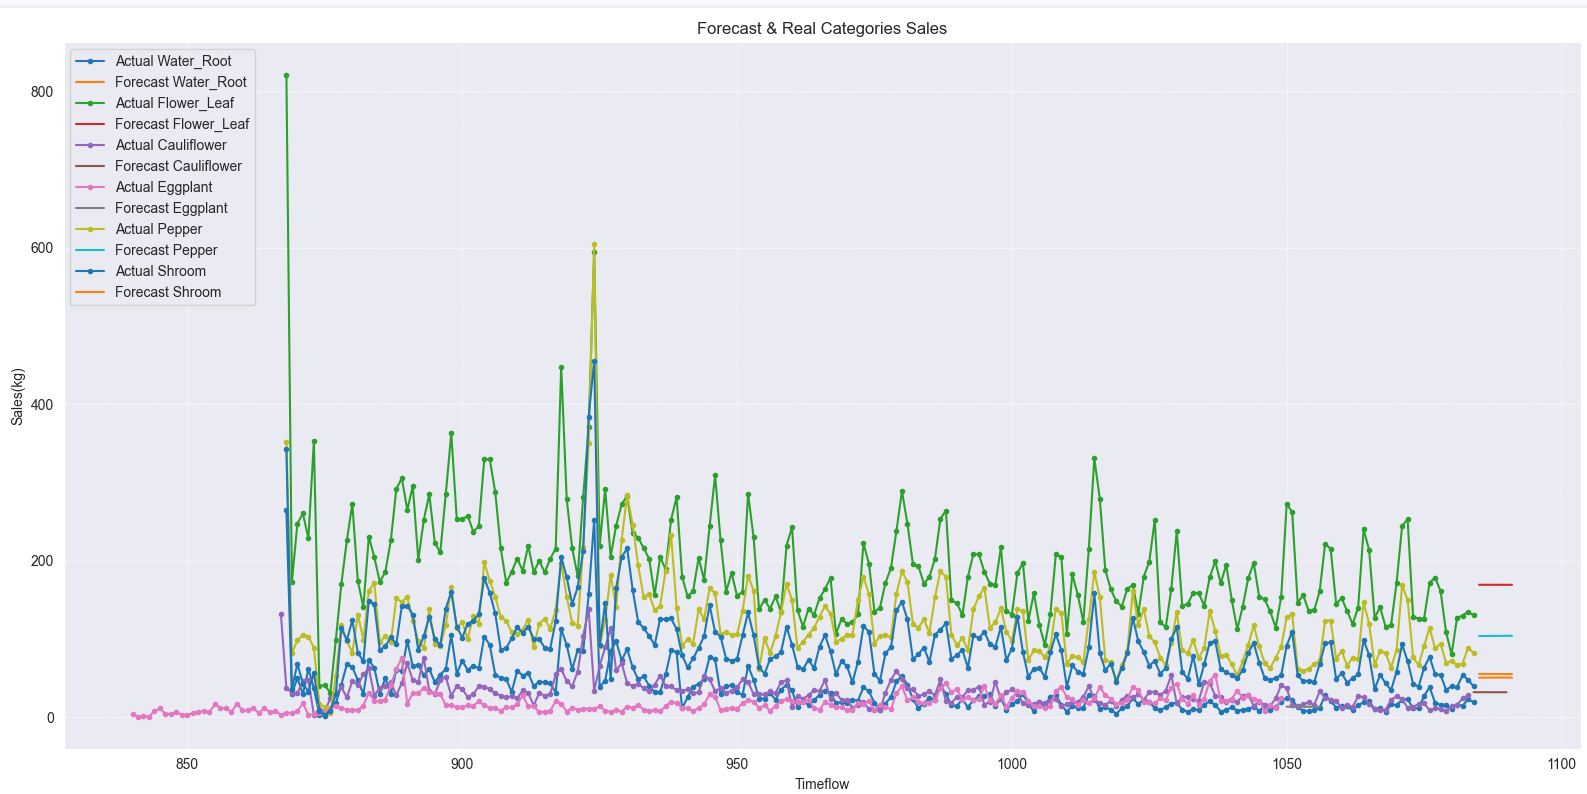 Forecast & Real Categories Sales
Actual Water_Root
Forecast Water_Root
Actual Flower_Leaf
Forecast Flower_Leaf
Actual Cauliflower
Forecast Cauliflower
Actual Eggplant
Forecast Eggplant
Actual Pepper
Forecast Pepper
Actual Shroom
Forecast Shroom
800
600
400
200
0
Sales(kg)
850 900 950 1000 1050 1100
Timeflow